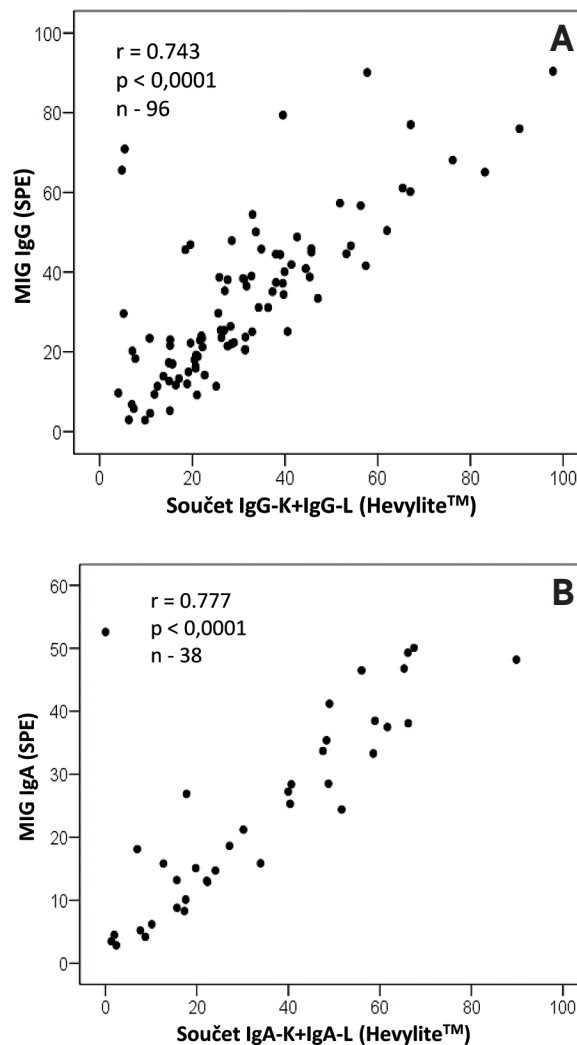 A
r = 0.743
p < 0,0001
n - 96
MIG IgG (SPE)
100
80
60
40
20
0
0 20 40 60 80 100
Součet IgG-K+IgG-L (Hevylite™)
B
r = 0.777
p < 0,0001
n - 38
MIG IgA (SPE)
60
50
40
30
20
10
0
0 20 40 60 80 100
Součet IgA-K+IgA-L (Hevylite™)